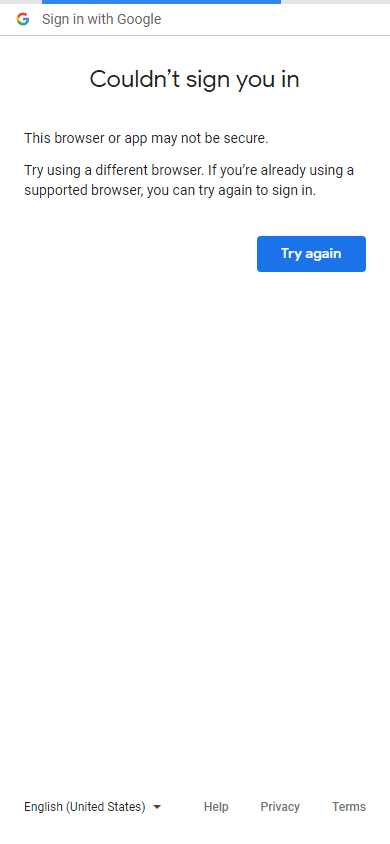 Sign in with Google
Couldn’t sign you in
This browser or app may not be secure.
Try using a different browser. If you’re already using a
supported browser, you can try again to sign in.
Try again
English (United States) Help Privacy Terms